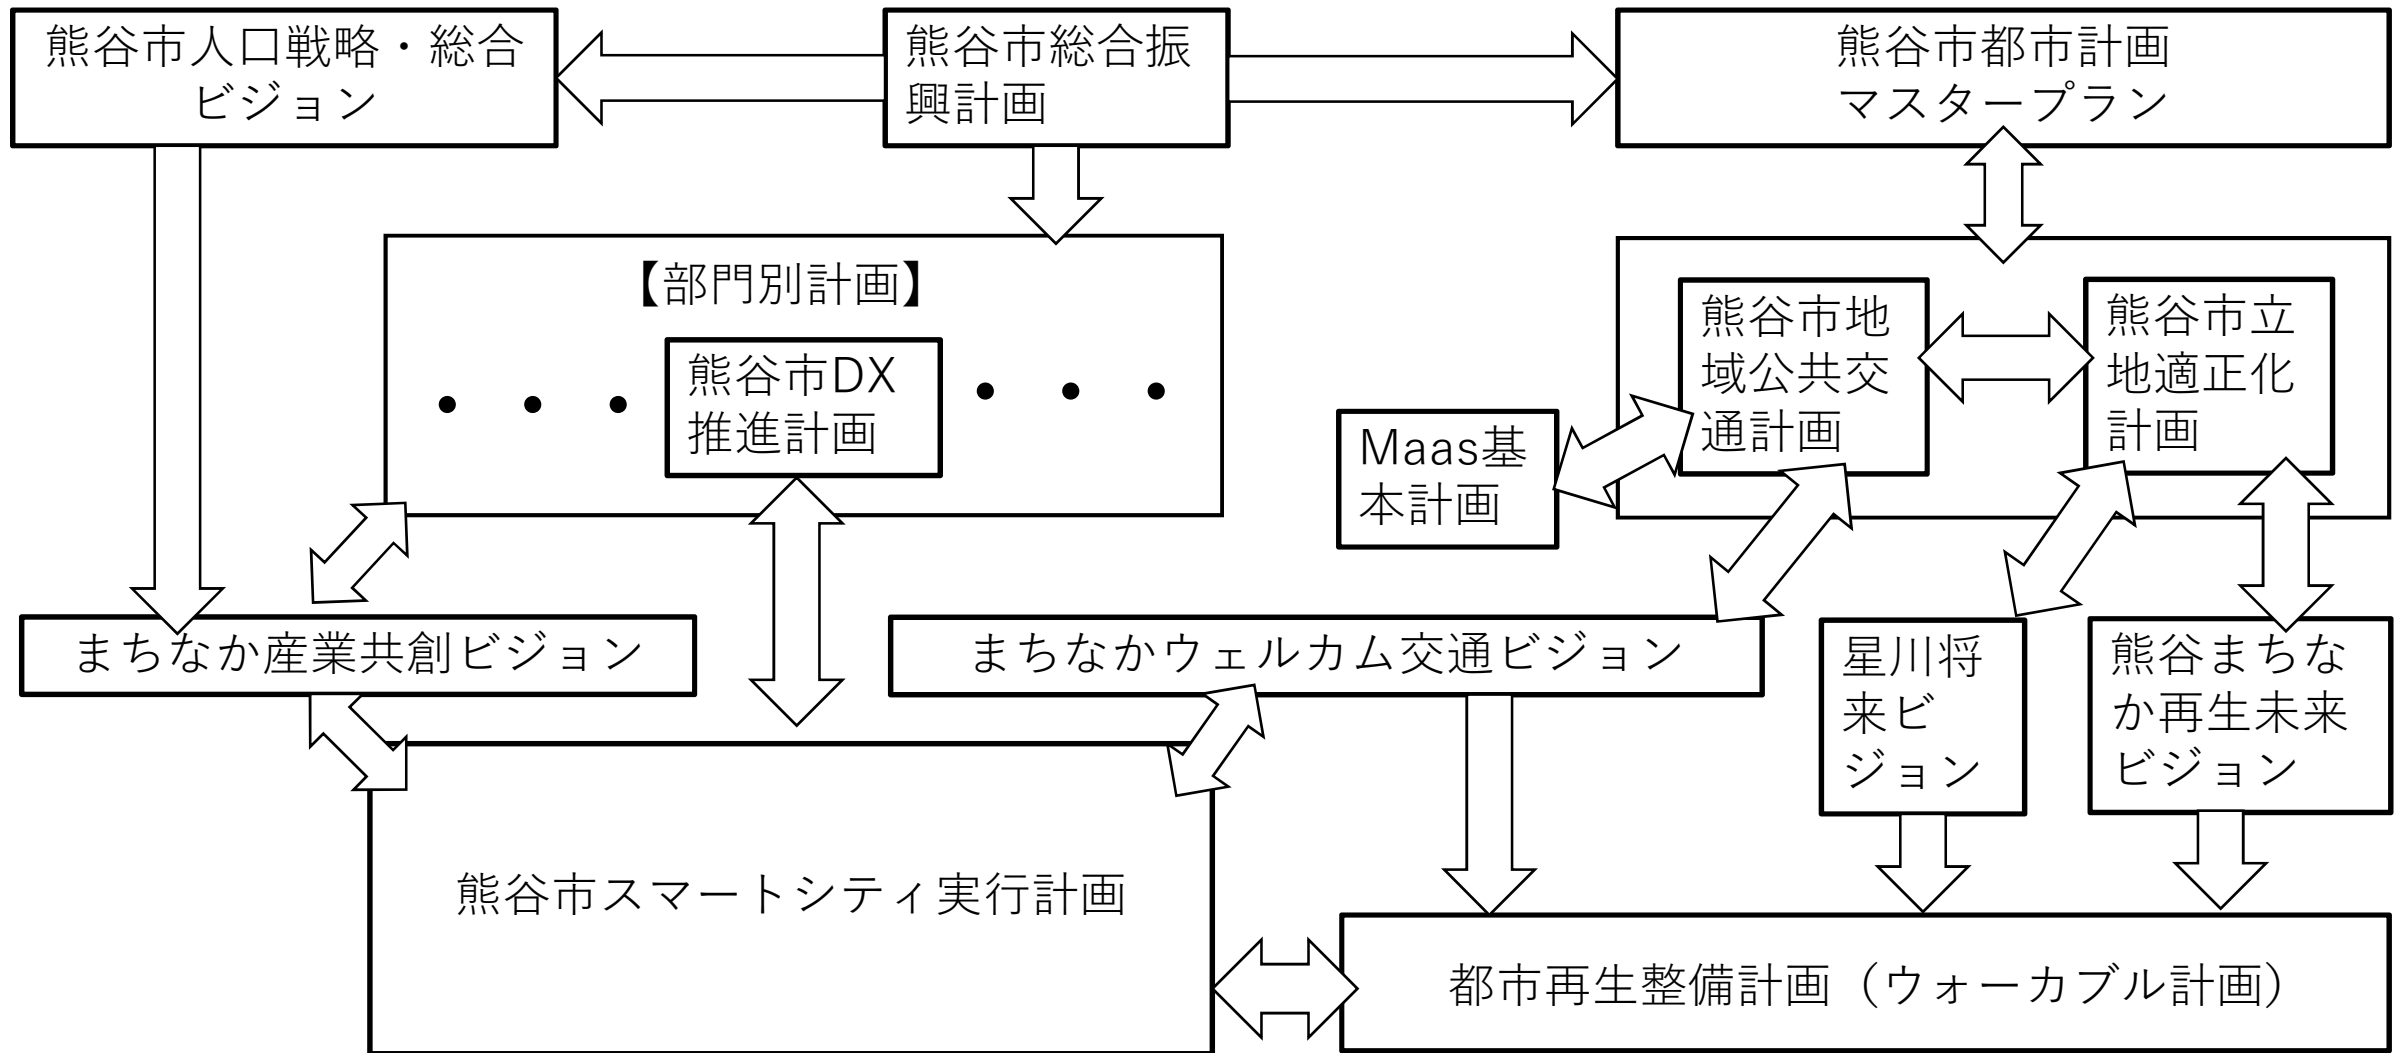 熊谷市人口戦略・総合
ビジョン
熊谷市総合振
興計画
熊谷市都市計画
マスタープラン
【部門別計画】
・・・
熊谷市DX
推進計画
・・・
熊谷市地
域公共交
通計画
熊谷市立
地適正化
計画
Maas基
本計画
まちなか産業共創ビジョン
まちなかウェルカム交通ビジョン
星川将
来ビ
ジョン
熊谷まちな
か再生未来
ビジョン
熊谷市スマートシティ実行計画
都市再生整備計画（ウォーカブル計画）